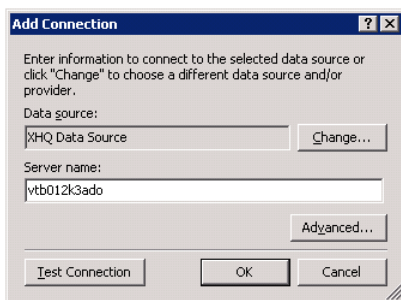 Add Connection
Enter information to connect to the selected data source or
click "Change" to choose a different data source and/or
provider.
Data source:
XHQ Data Source
Change...
Server name:
vtb012k3ado
Advanced...
Test Connection
OK
Cancel